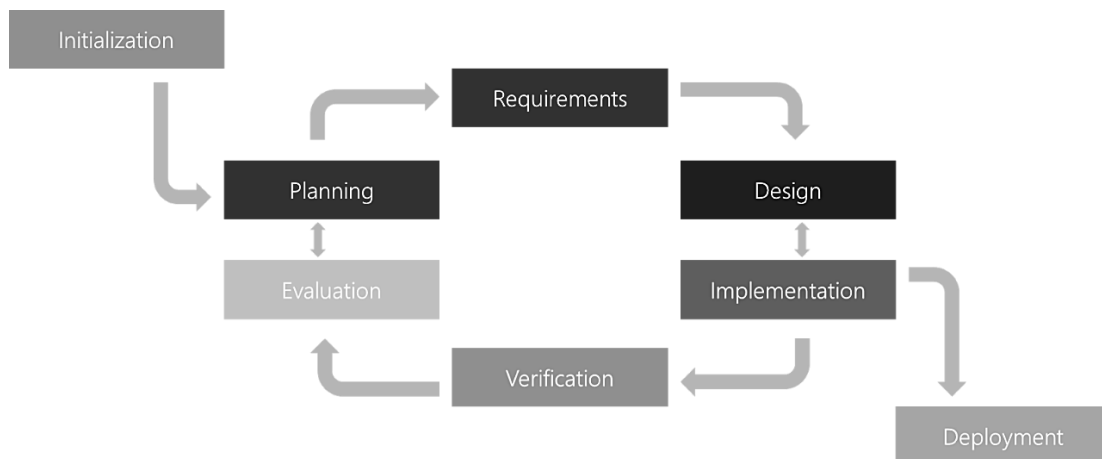 Initialization
Requirements
Planning
Design
Evaluation
Implementation
Verification
Deployment